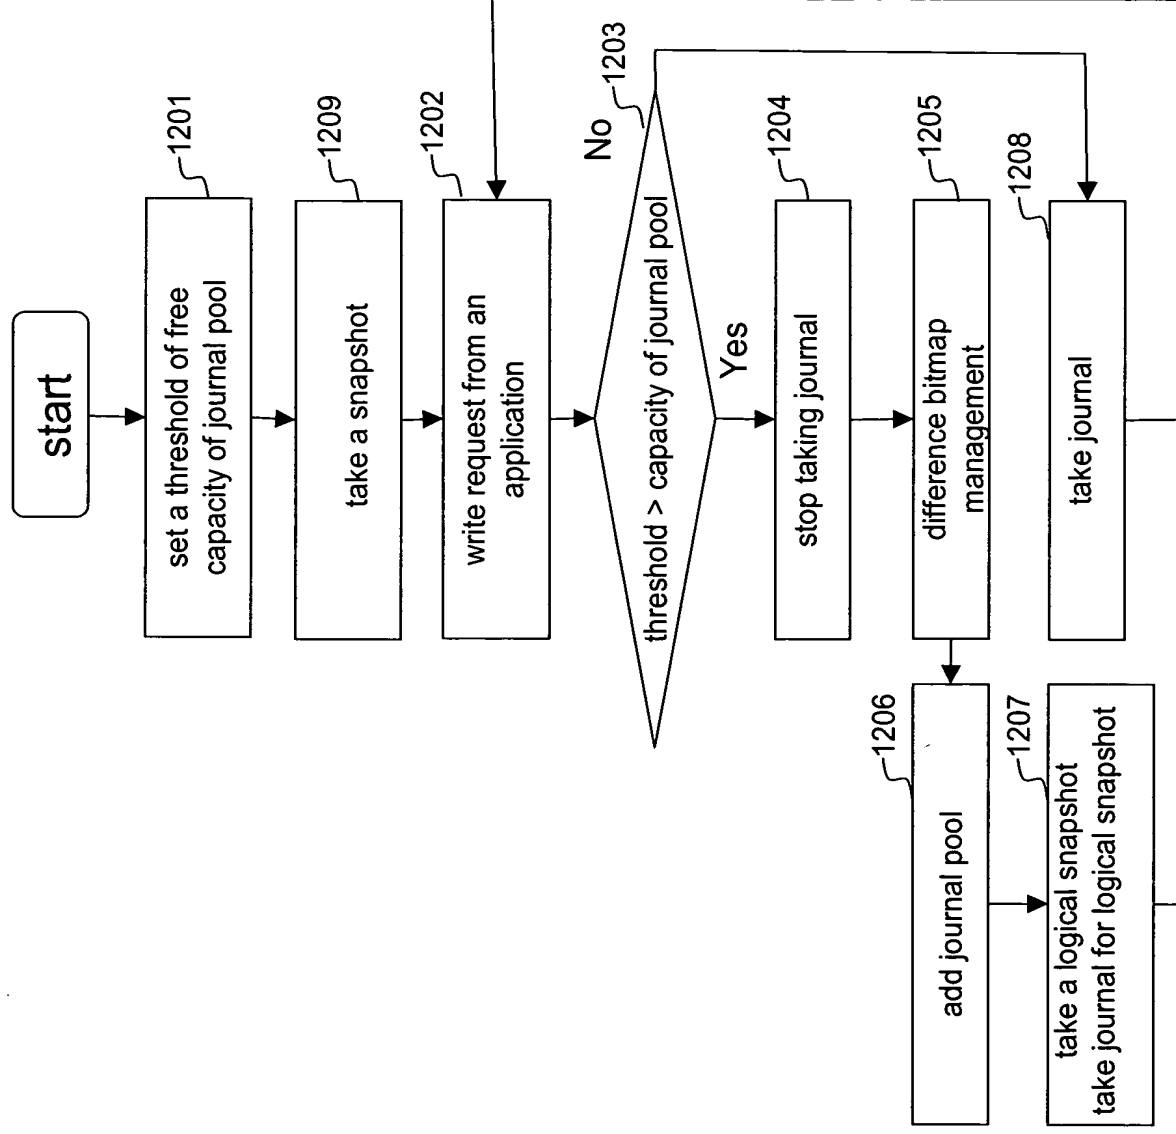 start
set a threshold of free
capacity of journal pool
1201
take a snapshot
1209
write request from an
application
1202
threshold > capacity of journal pool
1203
No
Yes
stop taking journal
1204
difference bitmap
management
1205
add journal pool
1206
take a logical snapshot
take journal for logical snapshot
1207
take journal
1208